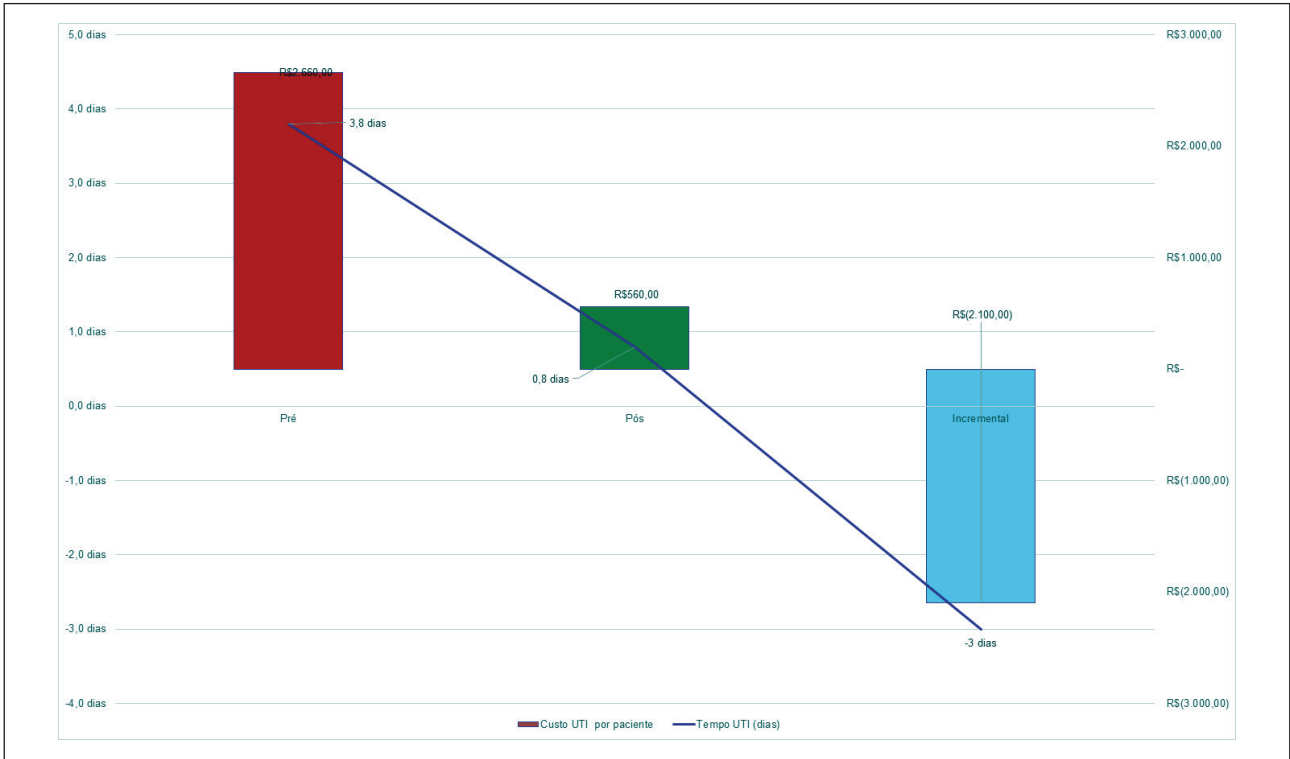 5,0 dias
4,0 dias
3,0 dias
2,0 dias
1,0 dias
0,0 dias
-1,0 dias
-2,0 dias
-3,0 dias
-4,0 dias
R$2.660,00
3,8 dias
R$560,00
0,8 dias
R$(2.100,00)
-3 dias
Pré
Pós
Incremental
R$3.000,00
R$2.000,00
R$1.000,00
R$-
R$(1.000,00)
R$(2.000,00)
R$(3.000,00)
Custo UTI por paciente
Tempo UTI (dias)